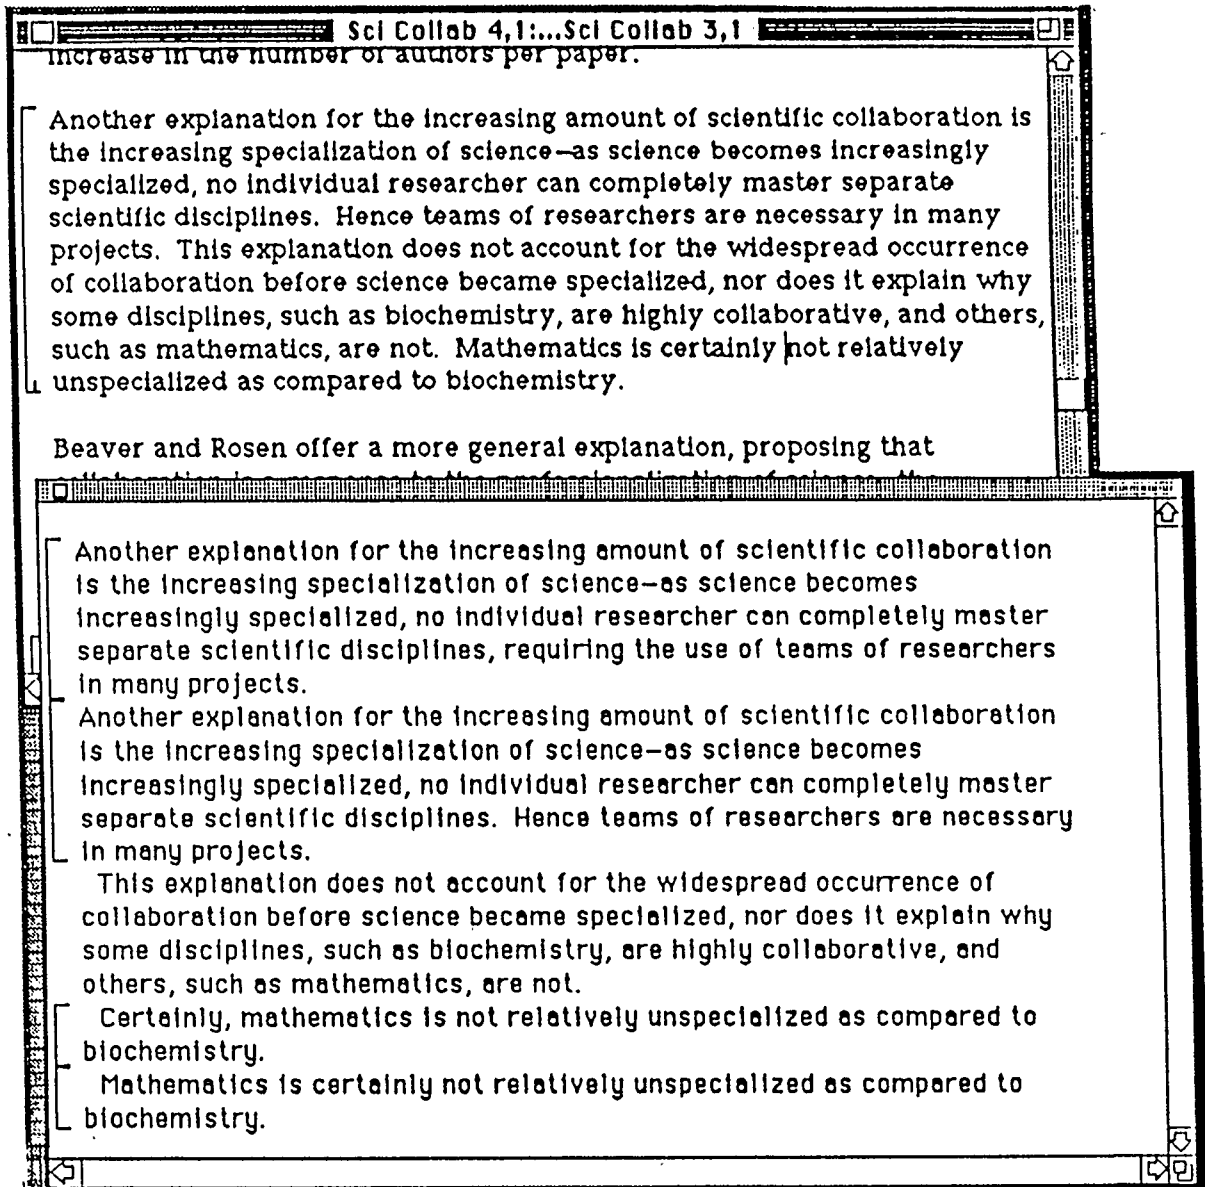 Sci Collab 4,1:...Sci Collab 3,1
increase in the number of authors per paper.
Another explanation for the increasing amount of scientific collaboration is
the increasing specialization of science—as science becomes increasingly
specialized, no individual researcher can completely master separate
scientific disciplines.  Hence teams of researchers are necessary in many
projects.  This explanation does not account for the widespread occurrence
of collaboration before science became specialized, nor does it explain why
some disciplines, such as biochemistry, are highly collaborative, and others,
such as mathematics, are not.  Mathematics is certainly not relatively
unspecialized as compared to biochemistry.
Beaver and Rosen offer a more general explanation, proposing that
Another explanation for the increasing amount of scientific collaboration
is the increasing specialization of science—as science becomes
increasingly specialized, no individual researcher can completely master
separate scientific disciplines, requiring the use of teams of researchers
in many projects.
Another explanation for the increasing amount of scientific collaboration
is the increasing specialization of science—as science becomes
increasingly specialized, no individual researcher can completely master
separate scientific disciplines.  Hence teams of researchers are necessary
in many projects.
This explanation does not account for the widespread occurrence of
collaboration before science became specialized, nor does it explain why
some disciplines, such as biochemistry, are highly collaborative, and
others, such as mathematics, are not.
Certainly, mathematics is not relatively unspecialized as compared to
biochemistry.
Mathematics is certainly not relatively unspecialized as compared to
biochemistry.